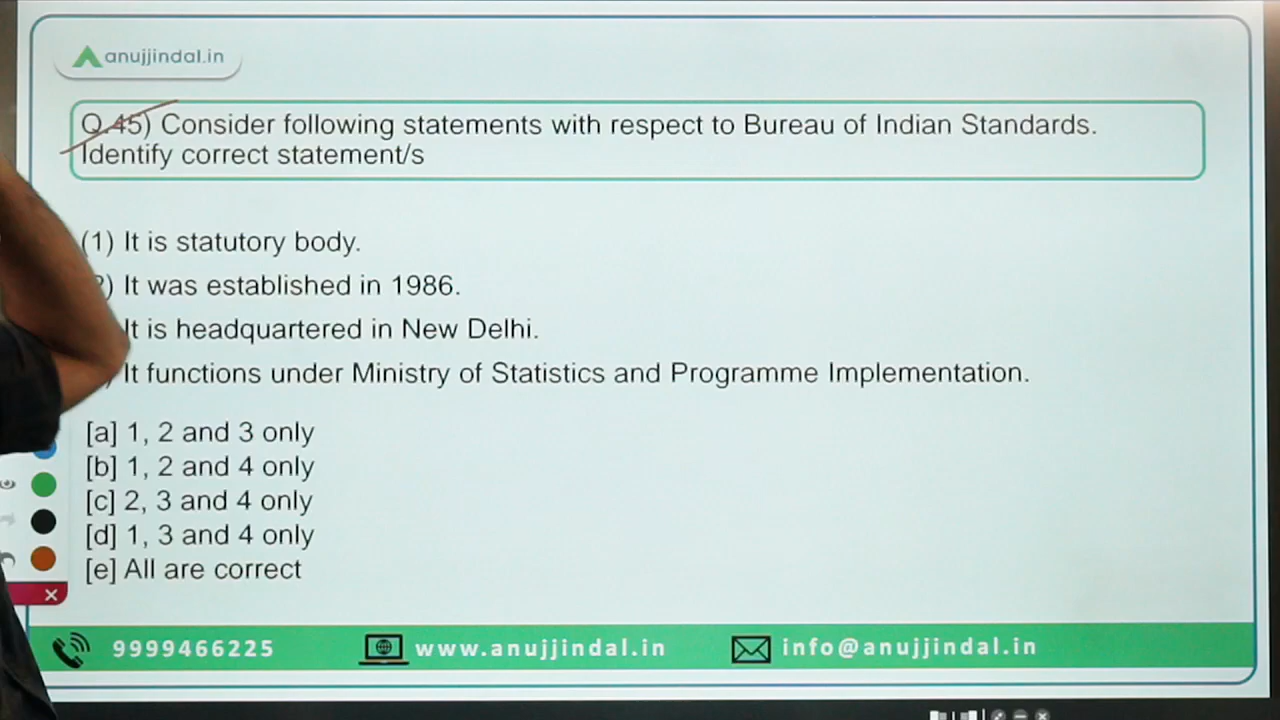 anujjindal.in
Q.45) Consider following statements with respect to Bureau of Indian Standards.
Identify correct statement/s
(1) It is statutory body.
) It was established in 1986.
It is headquartered in New Delhi.
) It functions under Ministry of Statistics and Programme Implementation.
[a] 1, 2 and 3 only
[b] 1, 2 and 4 only
[c] 2, 3 and 4 only
[d] 1, 3 and 4 only
[e] All are correct
9999466225 www.anujjindal.in info@anujjindal.in